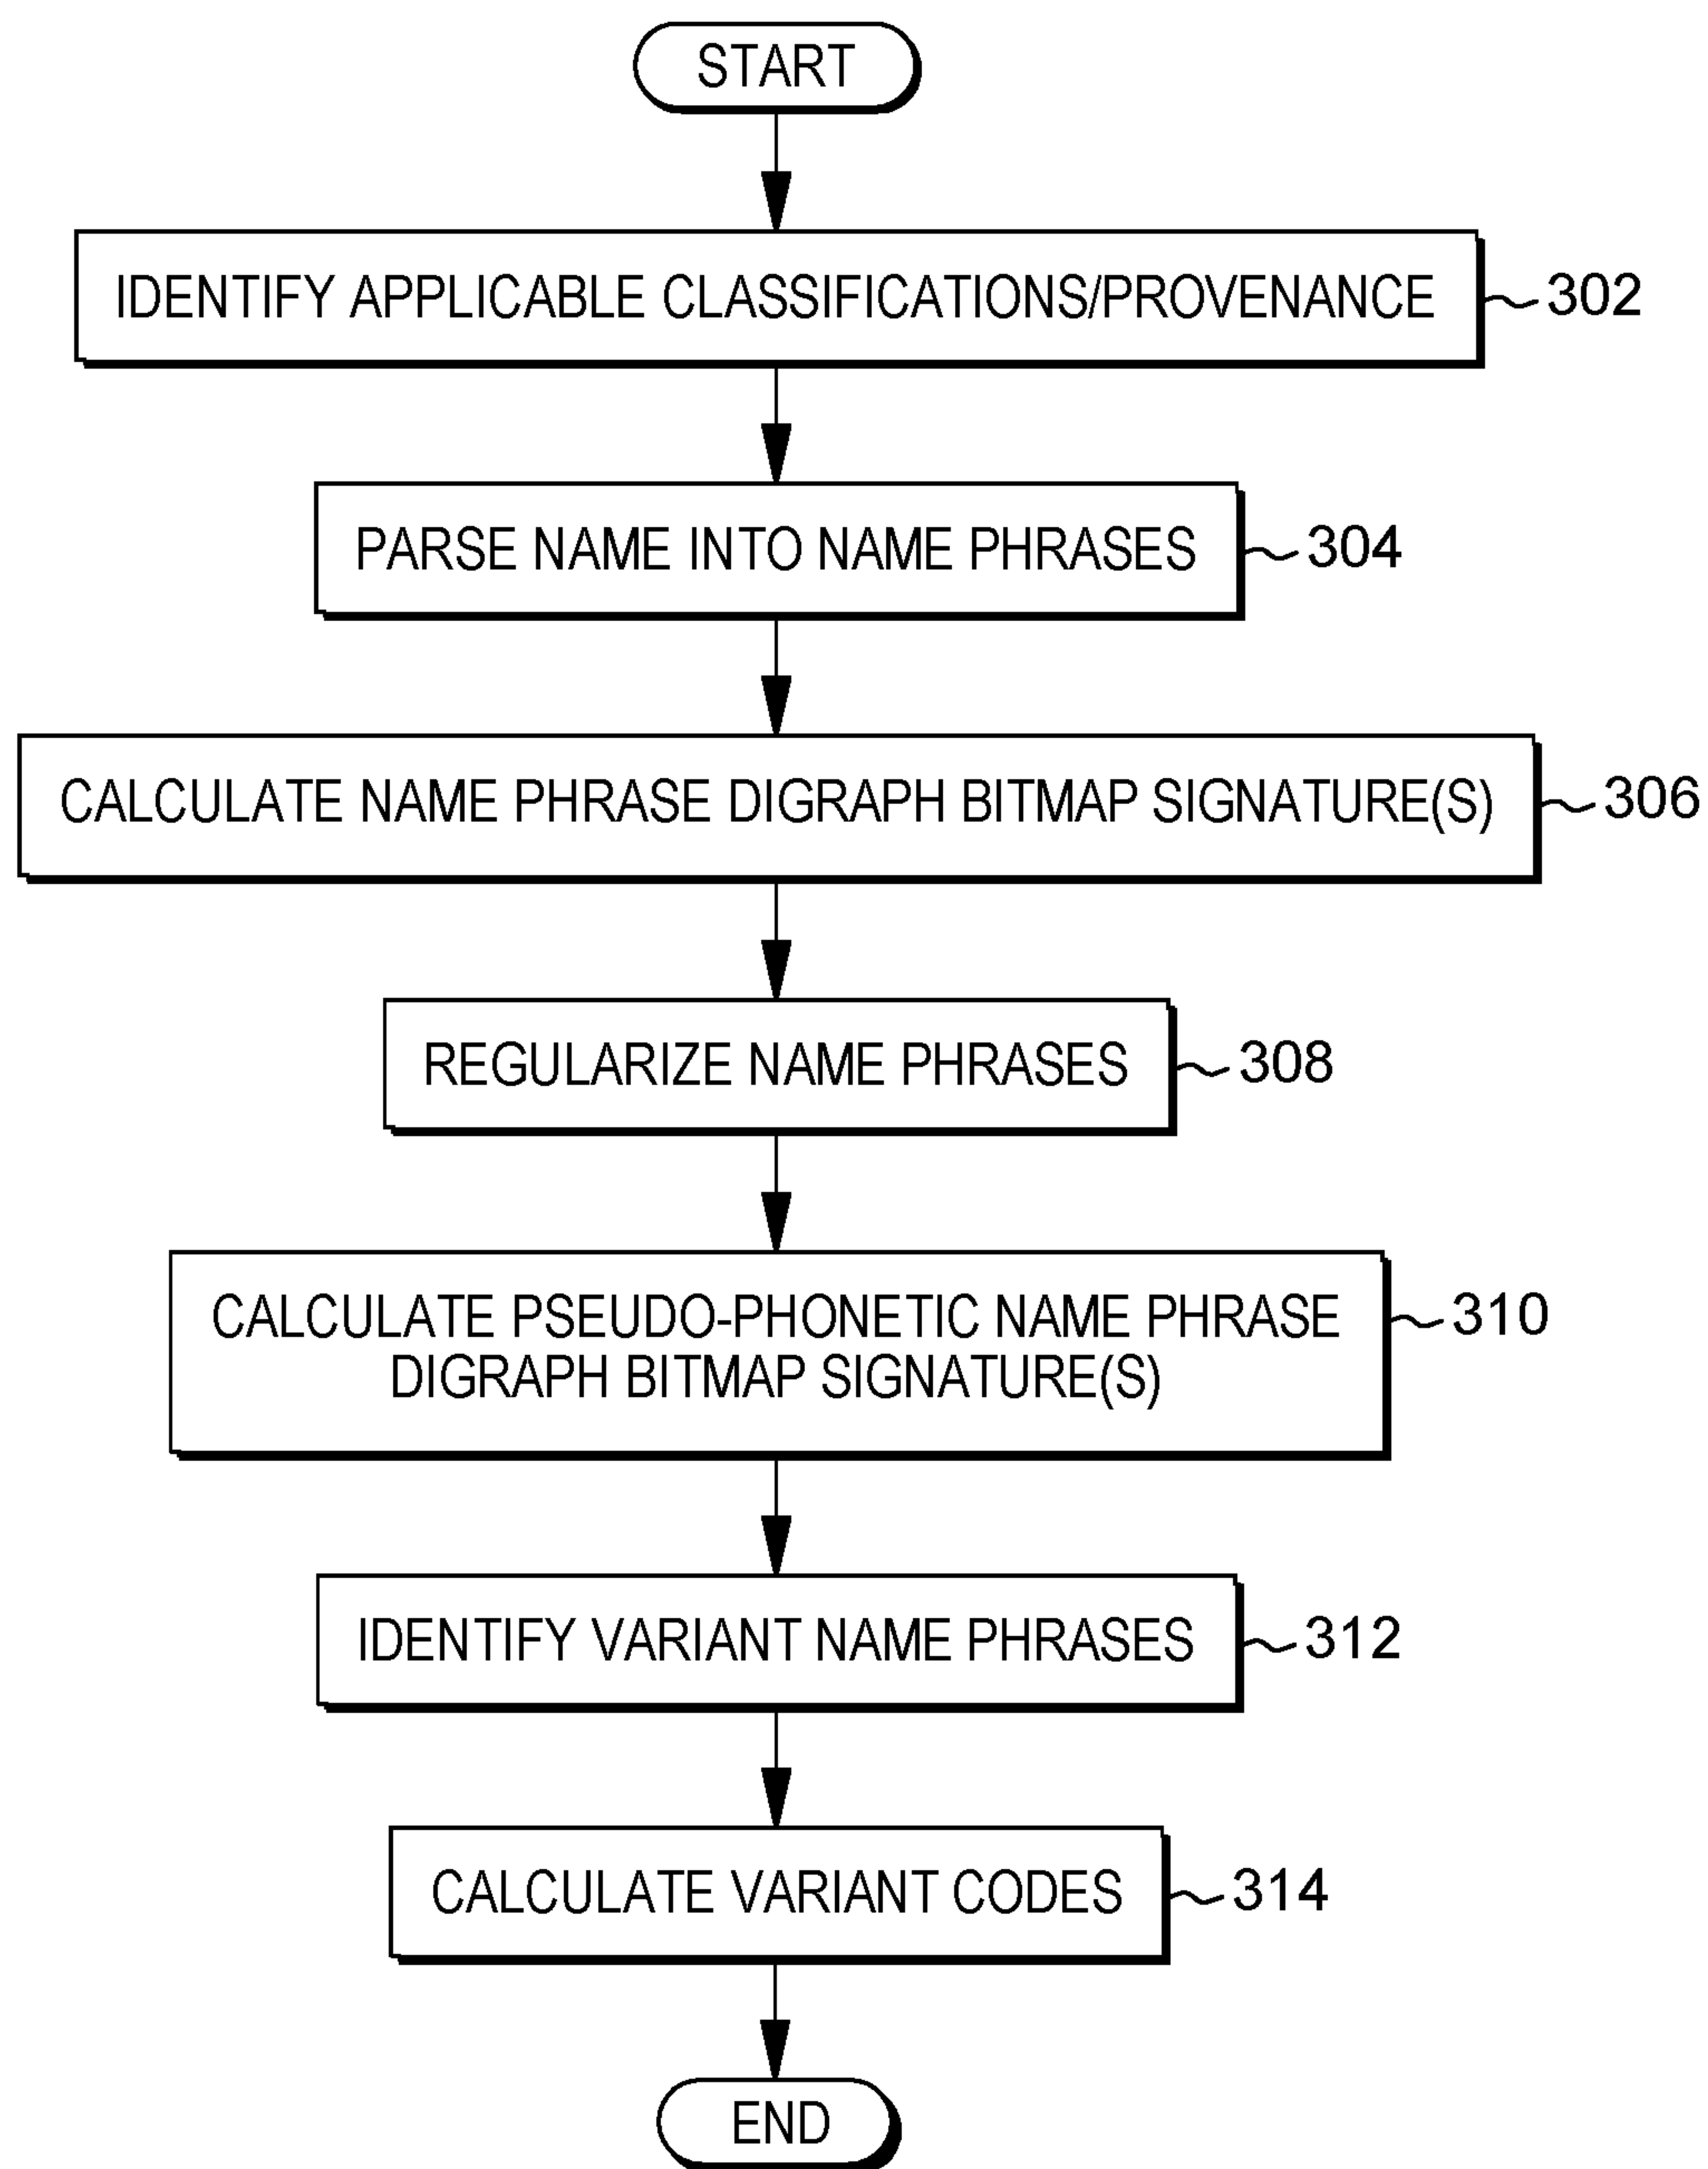 START
IDENTIFY APPLICABLE CLASSIFICATIONS/PROVENANCE
302
PARSE NAME INTO NAME PHRASES
304
CALCULATE NAME PHRASE DIGRAPH BITMAP SIGNATURE(S)
306
REGULARIZE NAME PHRASES
308
CALCULATE PSEUDO-PHONETIC NAME PHRASE
DIGRAPH BITMAP SIGNATURE(S)
310
IDENTIFY VARIANT NAME PHRASES
312
CALCULATE VARIANT CODES
314
END